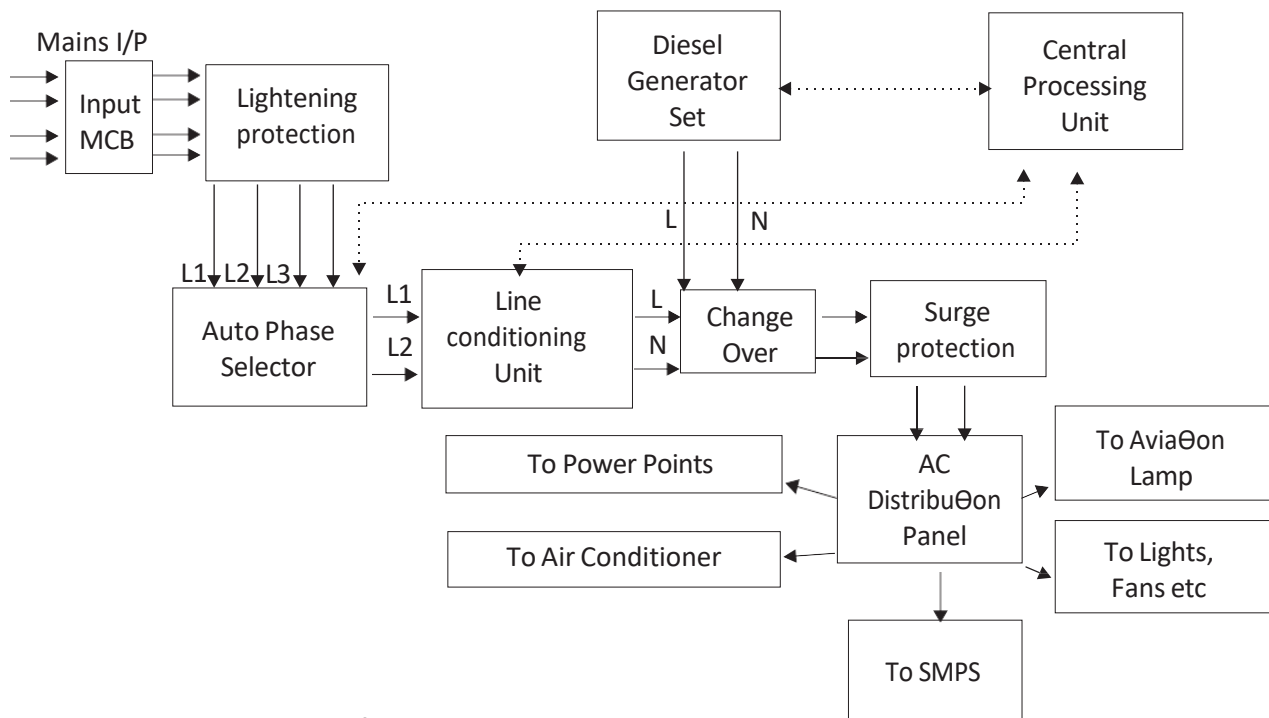 Mains I/P
Input
MCB
Lightening
protection
Diesel
Generator
Set
Central
Processing
Unit
L
N
L1
L2
L3
Auto Phase
Selector
L1
L2
Line
conditioning
Unit
L
N
Change
Over
Surge
protection
To Power Points
To Air Conditioner
AC
DistribuƟon
Panel
To AviaƟon
Lamp
To Lights,
Fans etc
To SMPS